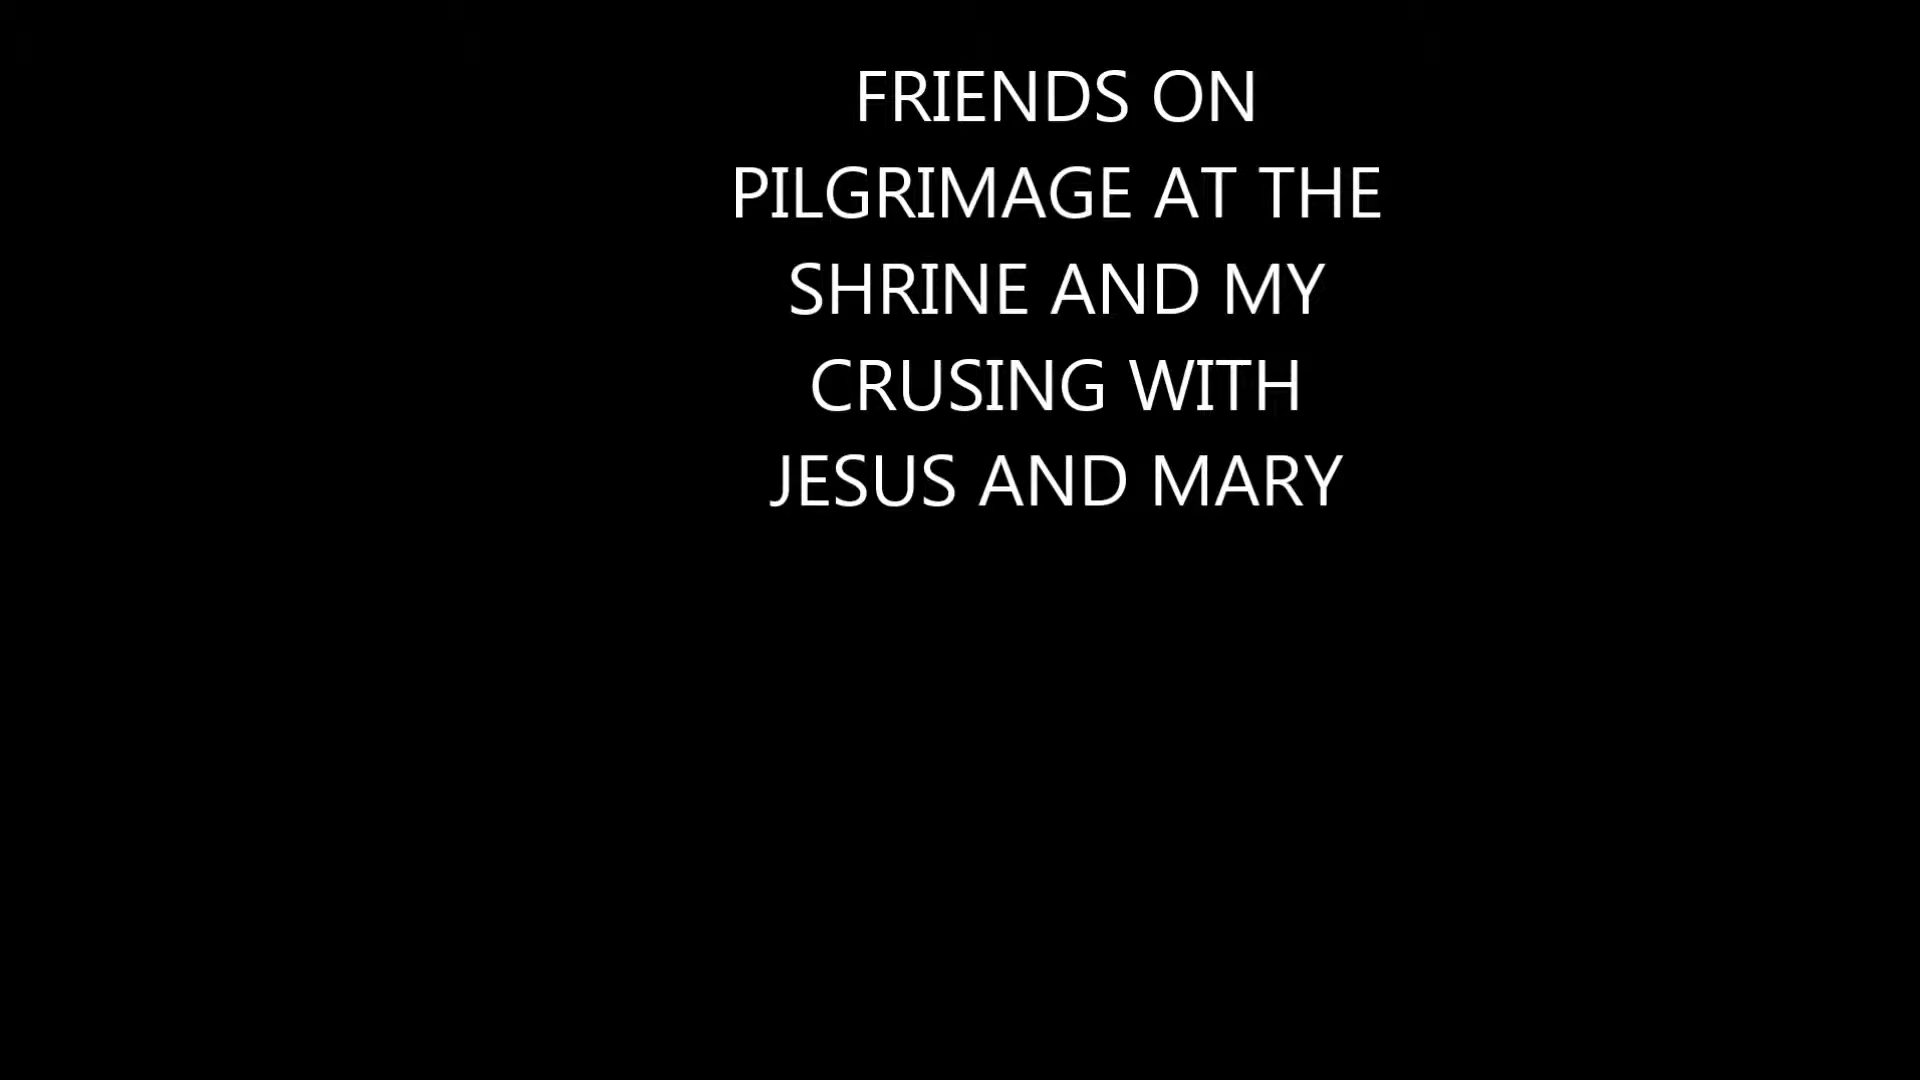 FRIENDS ON
PILGRIMAGE AT THE
SHRINE AND MY
CRUSING WITH
JESUS AND MARY